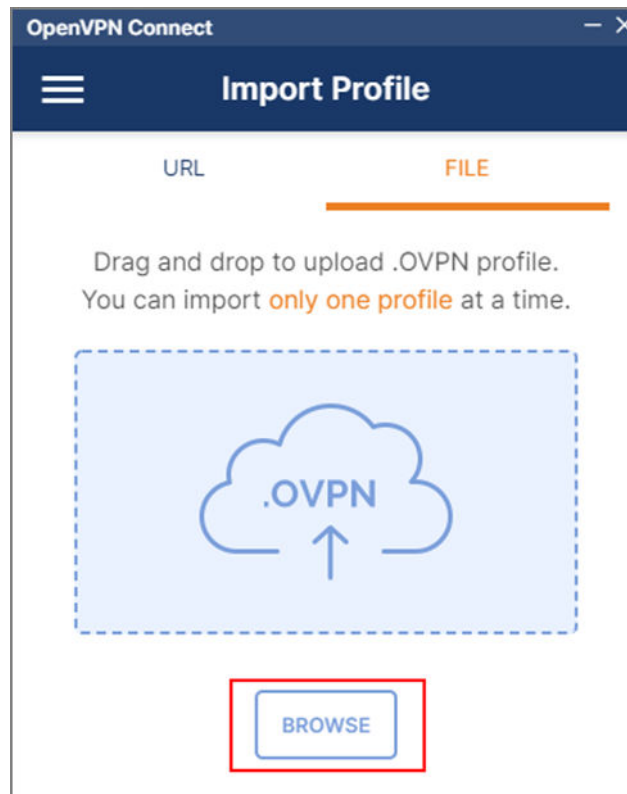 OpenVPN Connect
Import Profile
URL FILE
Drag and drop to upload .OVPN profile.
You can import only one profile at a time.
.OVPN
BROWSE